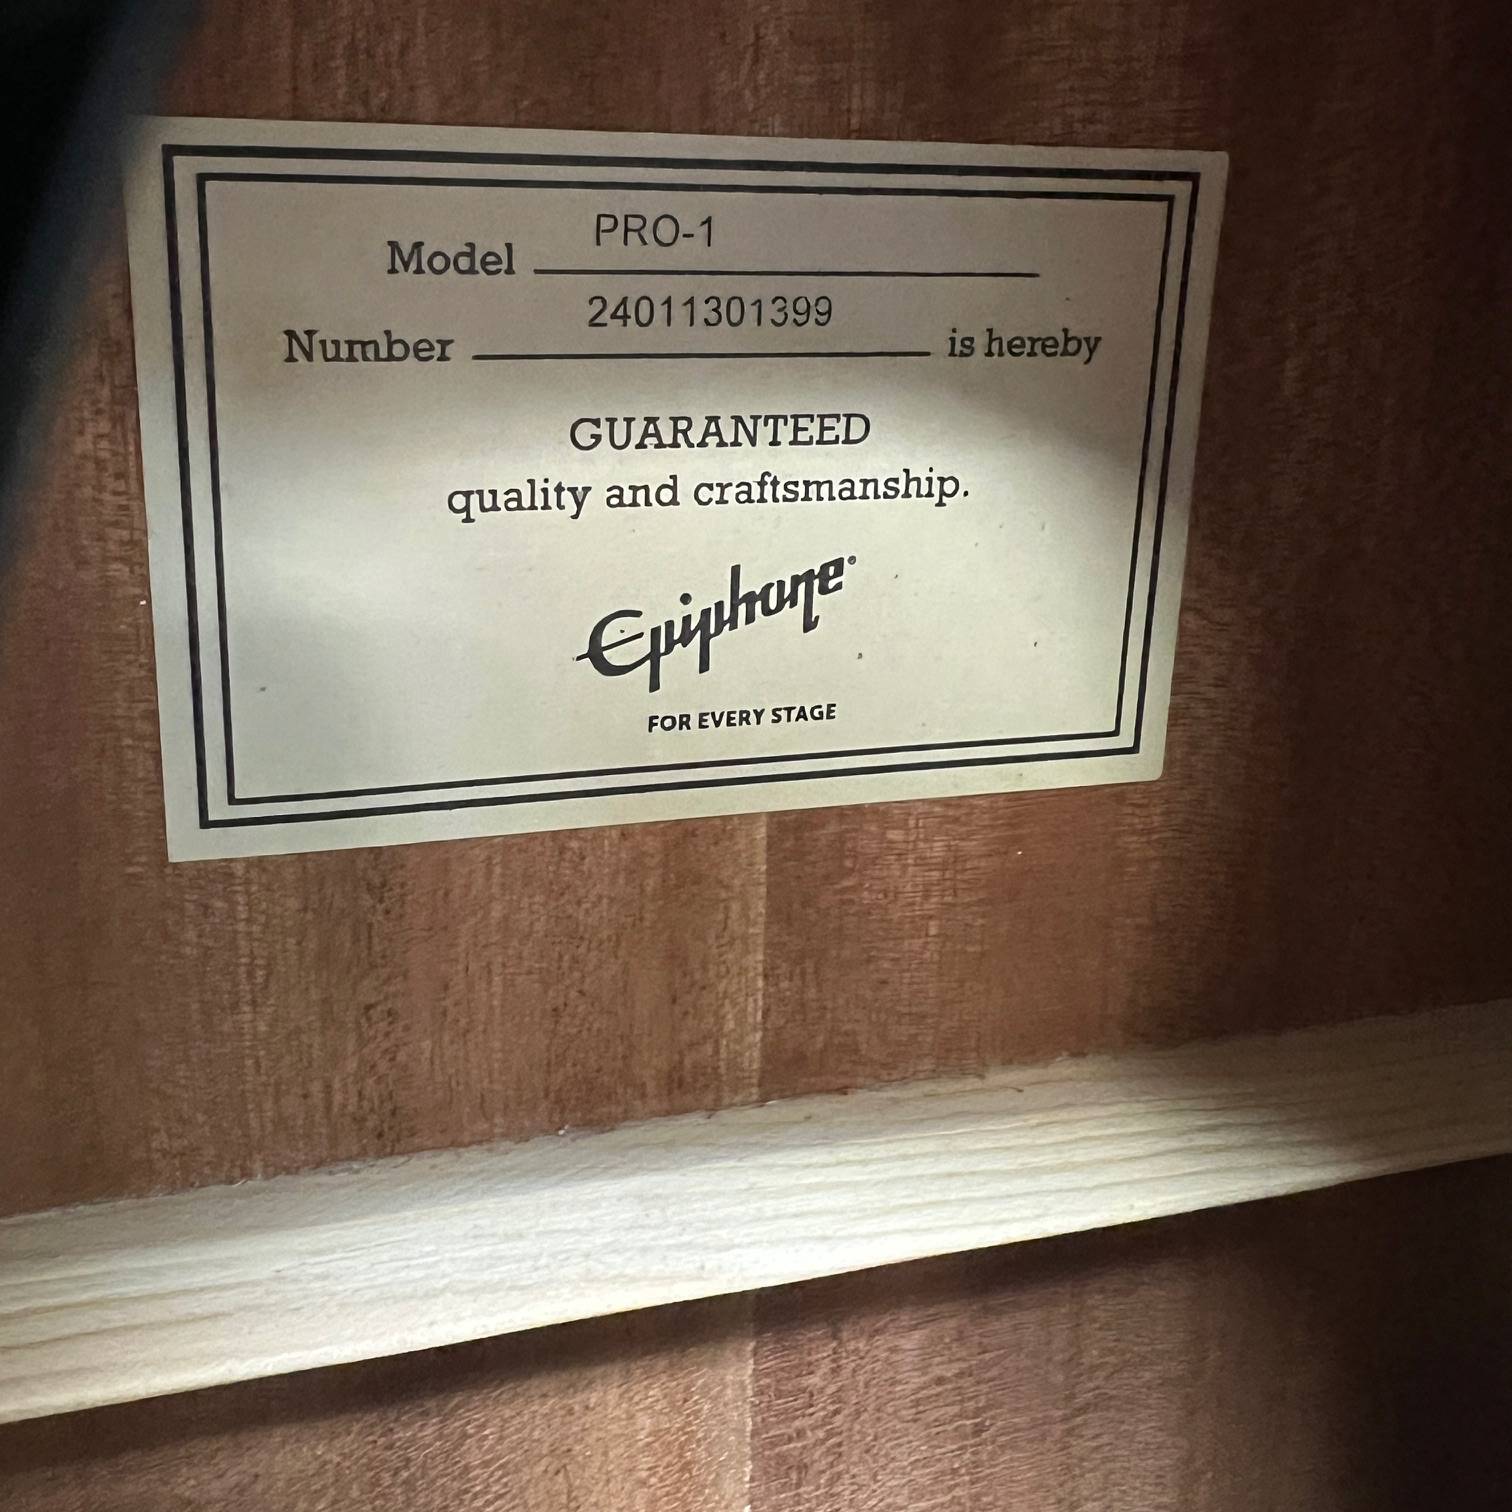 Model PRO-1
Number 24011301399 is hereby
GUARANTEED
quality and craftsmanship.
Epiphone
FOR EVERY STAGE